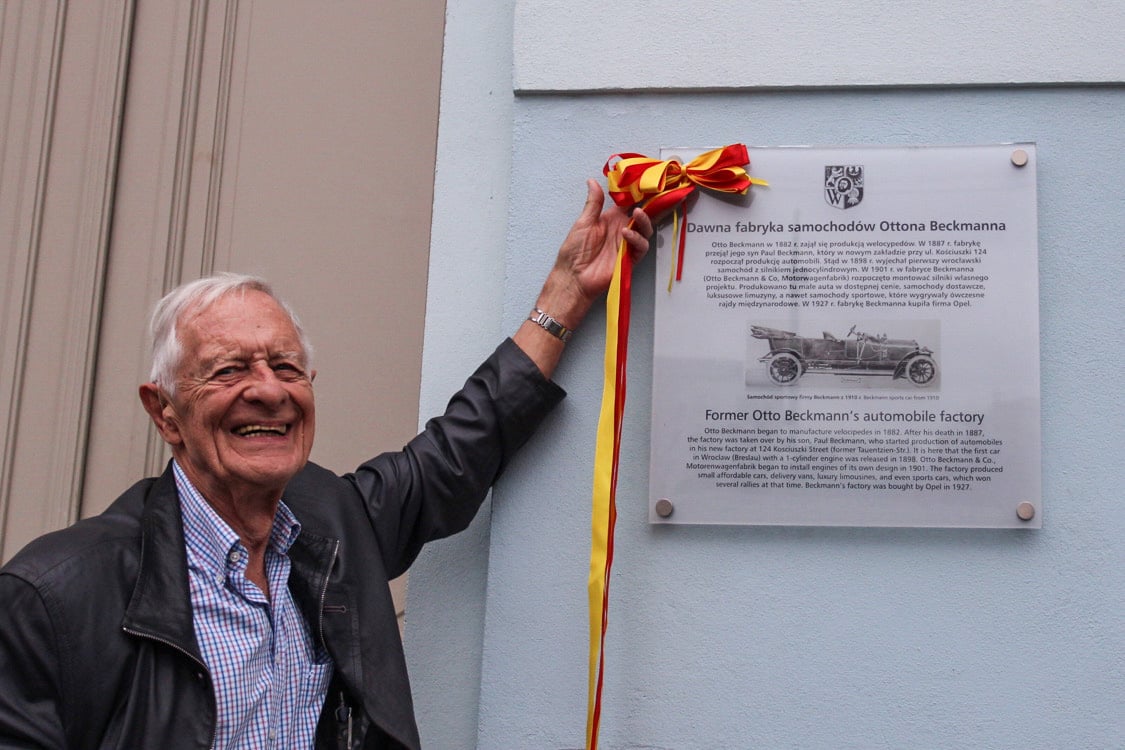 W
Dawna fabryka samochodów Ottona Beckmanna
Otto Beckmann w 1882 r. zajął się produkcją welocypedów. W 1887 r. fabrykę
przejął jego syn Paul Beckmann, który w nowym zakładzie przy ul. Kościuszki 124
rozpoczął produkcję automobili. Stąd w 1898 r. wyjechał pierwszy wrocławski
samochód z silnikiem jednocylindrowym. W 1901 r. w fabryce Beckmanna
(Otto Beckmann & Co, Motorwagenfabrik) rozpoczęto montować silniki własnego
projektu. Produkowano tu małe auta w dostępnej cenie, samochody dostawcze,
luksusowe limuzyny, a nawet samochody sportowe, które wygrywały ówczesne
rajdy międzynarodowe. W 1927 r. fabrykę Beckmanna kupiła firma Opel.
Samochód sportowy firmy Beckmann z 1910 r. Beckmann sports car from 1910
Former Otto Beckmann's automobile factory
Otto Beckmann began to manufacture velocipedes in 1882. After his death in 1887,
the factory was taken over by his son, Paul Beckmann, who started production of automobiles
in his new factory at 124 Kosciuszki Street (former Tauentzien-Str.). It is here that the first car
in Wrocław (Breslau) with a 1-cylinder engine was released in 1898. Otto Beckmann & Co.,
Motorenwagenfabrik began to install engines of its own design in 1901. The factory produced
small affordable cars, delivery vans, luxury limousines, and even sports cars, which won
several rallies at that time. Beckmann's factory was bought by Opel in 1927.